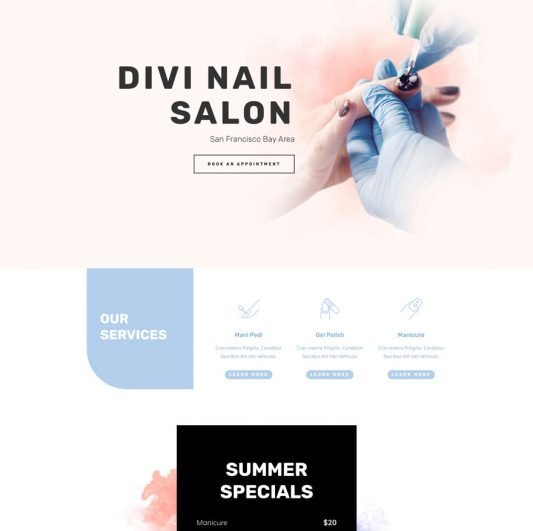 DIVI NAIL
SALON
San Francisco Bay Area
BOOK AN APPOINTMENT
OUR
SERVICES
Mani Pedi
Cras viverra fringilla. Curabitur
faucibus elit nec vehicula.
LEARN MORE
Gel Polish
Cras viverra fringilla. Curabitur
faucibus elit nec vehicula.
LEARN MORE
Manicure
Cras viverra fringilla. Curabitur
faucibus elit nec vehicula.
LEARN MORE
SUMMER
SPECIALS
Manicure $20